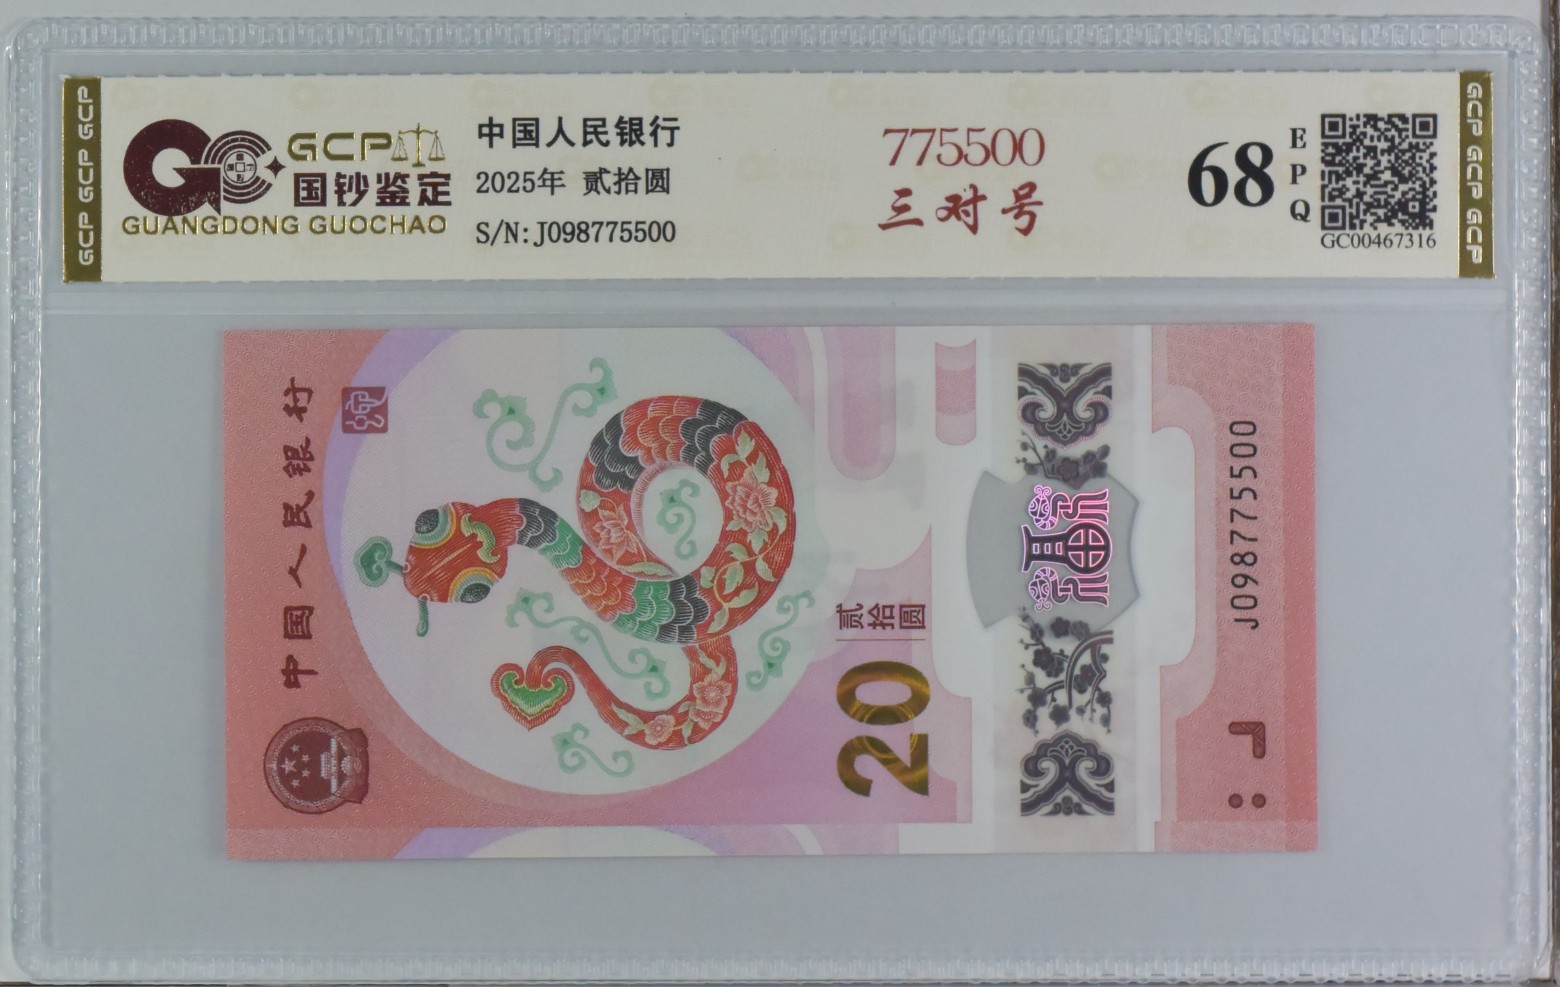 GCP GCP GCP
GCP
国钞鉴定
GUANGDONG GUOCHAO
中国人民银行
2025年 贰拾圆
S/N:J098775500
775500
三对号
68
EPQ
GC00467316
GCP GCP GCP
中国人民银行
贰拾圆
20
J098775500